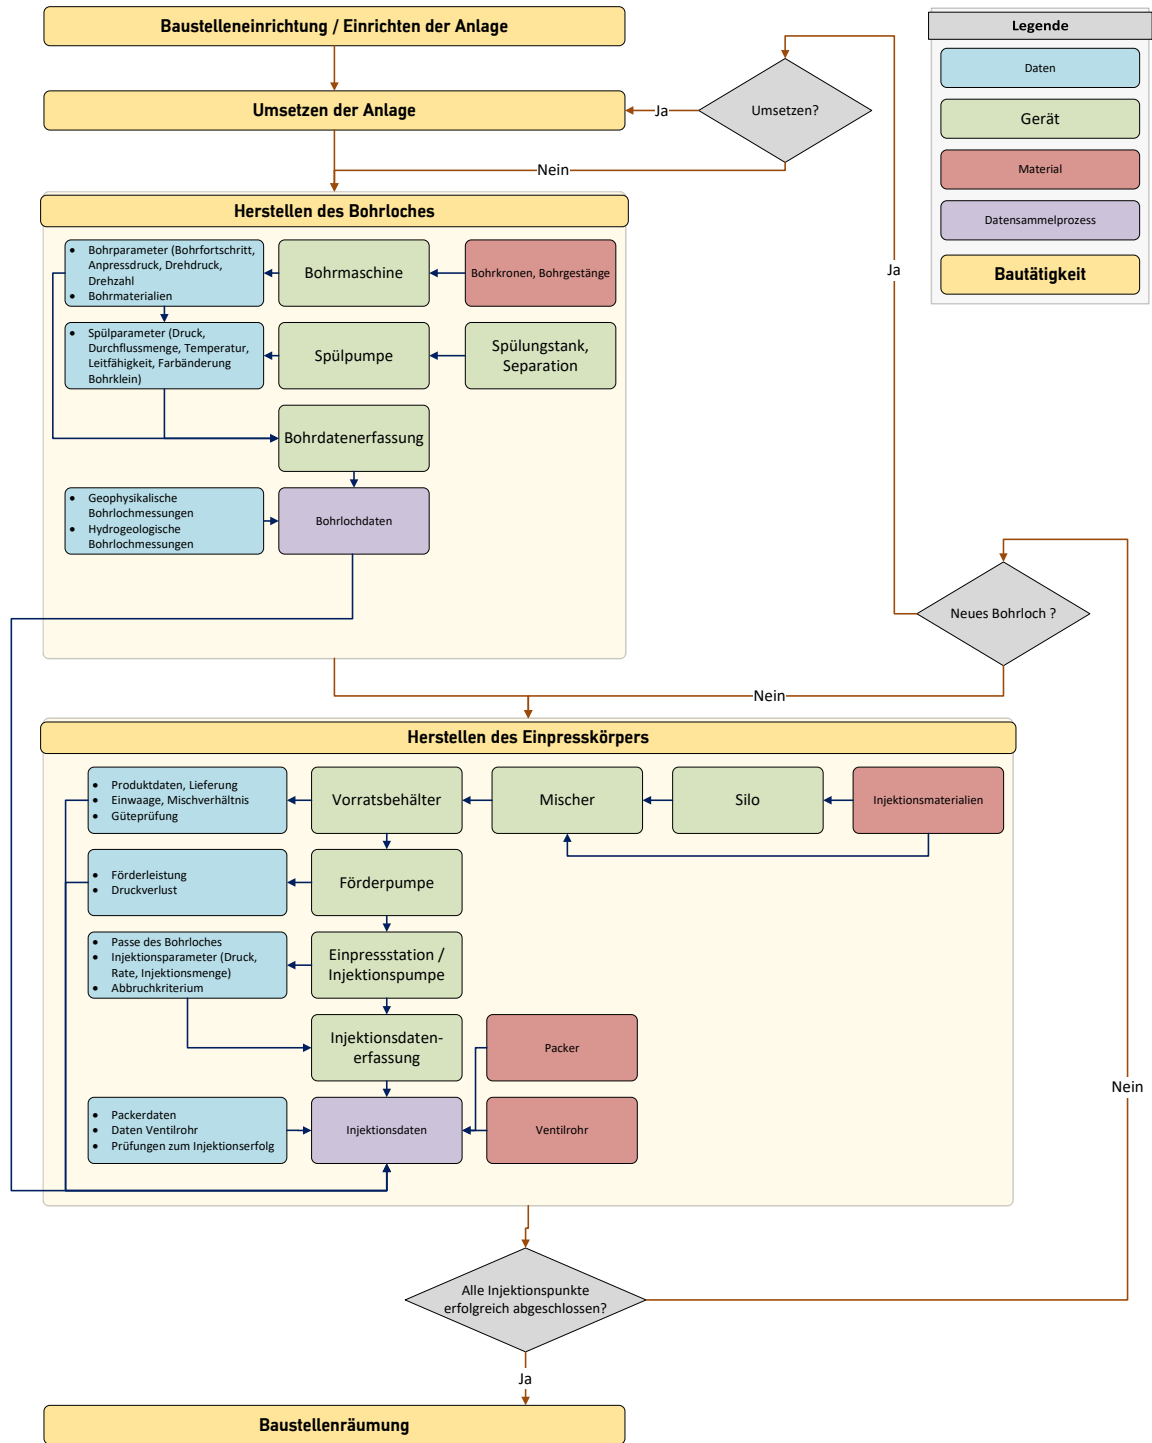 Baustelleneinrichtung / Einrichten der Anlage
Legende
Daten
Umsetzen der Anlage
Ja
Umsetzen?
Gerät
Nein
Material
Herstellen des Bohrloches
Datensammelprozess
• Bohrparameter (Bohrfortschritt,
Anpressdruck, Drehdruck,
Drehzahl
• Bohrmaterialien
Bohrmaschine
Bohrkronen, Bohrgestänge
Ja
Bautätigkeit
• Spülparameter (Druck,
Durchflussmenge, Temperatur,
Leitfähigkeit, Farbänderung
Bohrklein)
Spülpumpe
Spülungstank,
Separation
Bohrdatenerfassung
• Geophysikalische
Bohrlochmessungen
• Hydrogeologische
Bohrlochmessungen
Bohrlochdaten
Neues Bohrloch ?
Nein
Herstellen des Einpresskörpers
• Produktdaten, Lieferung
• Einwaage, Mischverhältnis
• Güteprüfung
Vorratsbehälter
Mischer
Silo
Injektionsmaterialien
• Förderleistung
• Druckverlust
Förderpumpe
• Passe des Bohrloches
• Injektionsparameter (Druck,
Rate, Injektionsmenge)
• Abbruchkriterium
Einpressstation /
Injektionspumpe
Injektionsdaten-
erfassung
Packer
Nein
• Packerdaten
• Daten Ventilrohr
• Prüfungen zum Injektionserfolg
Injektionsdaten
Ventilrohr
Alle Injektionspunkte
erfolgreich abgeschlossen?
Ja
Baustellenräumung